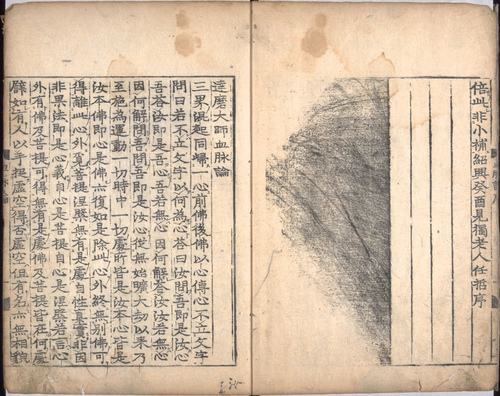 倍此非小補紹興癸酉見獨老人任哲序
達磨大師血脉論
三界混起同歸一心前佛後佛以心傳心不立文字
問曰若不立文字以何為心荅曰汝問吾即是汝心
吾荅汝即是吾心吾若無心因何解荅汝汝若無心
因何解問吾問吾即是汝心從無始曠大劫以來乃
至施為運動一切時中一切處所皆是汝本心皆是
汝本佛即心是佛亦復如是除此心外終無別佛可
得離此心外覓菩提涅槃無有是處自性真實非因
非果法即是心義自心是菩提自心是涅槃若言心
外有佛及菩提可得無有是處佛及菩提皆在何處
譬如有人以手提虛空得否虛空但有名亦無相貌